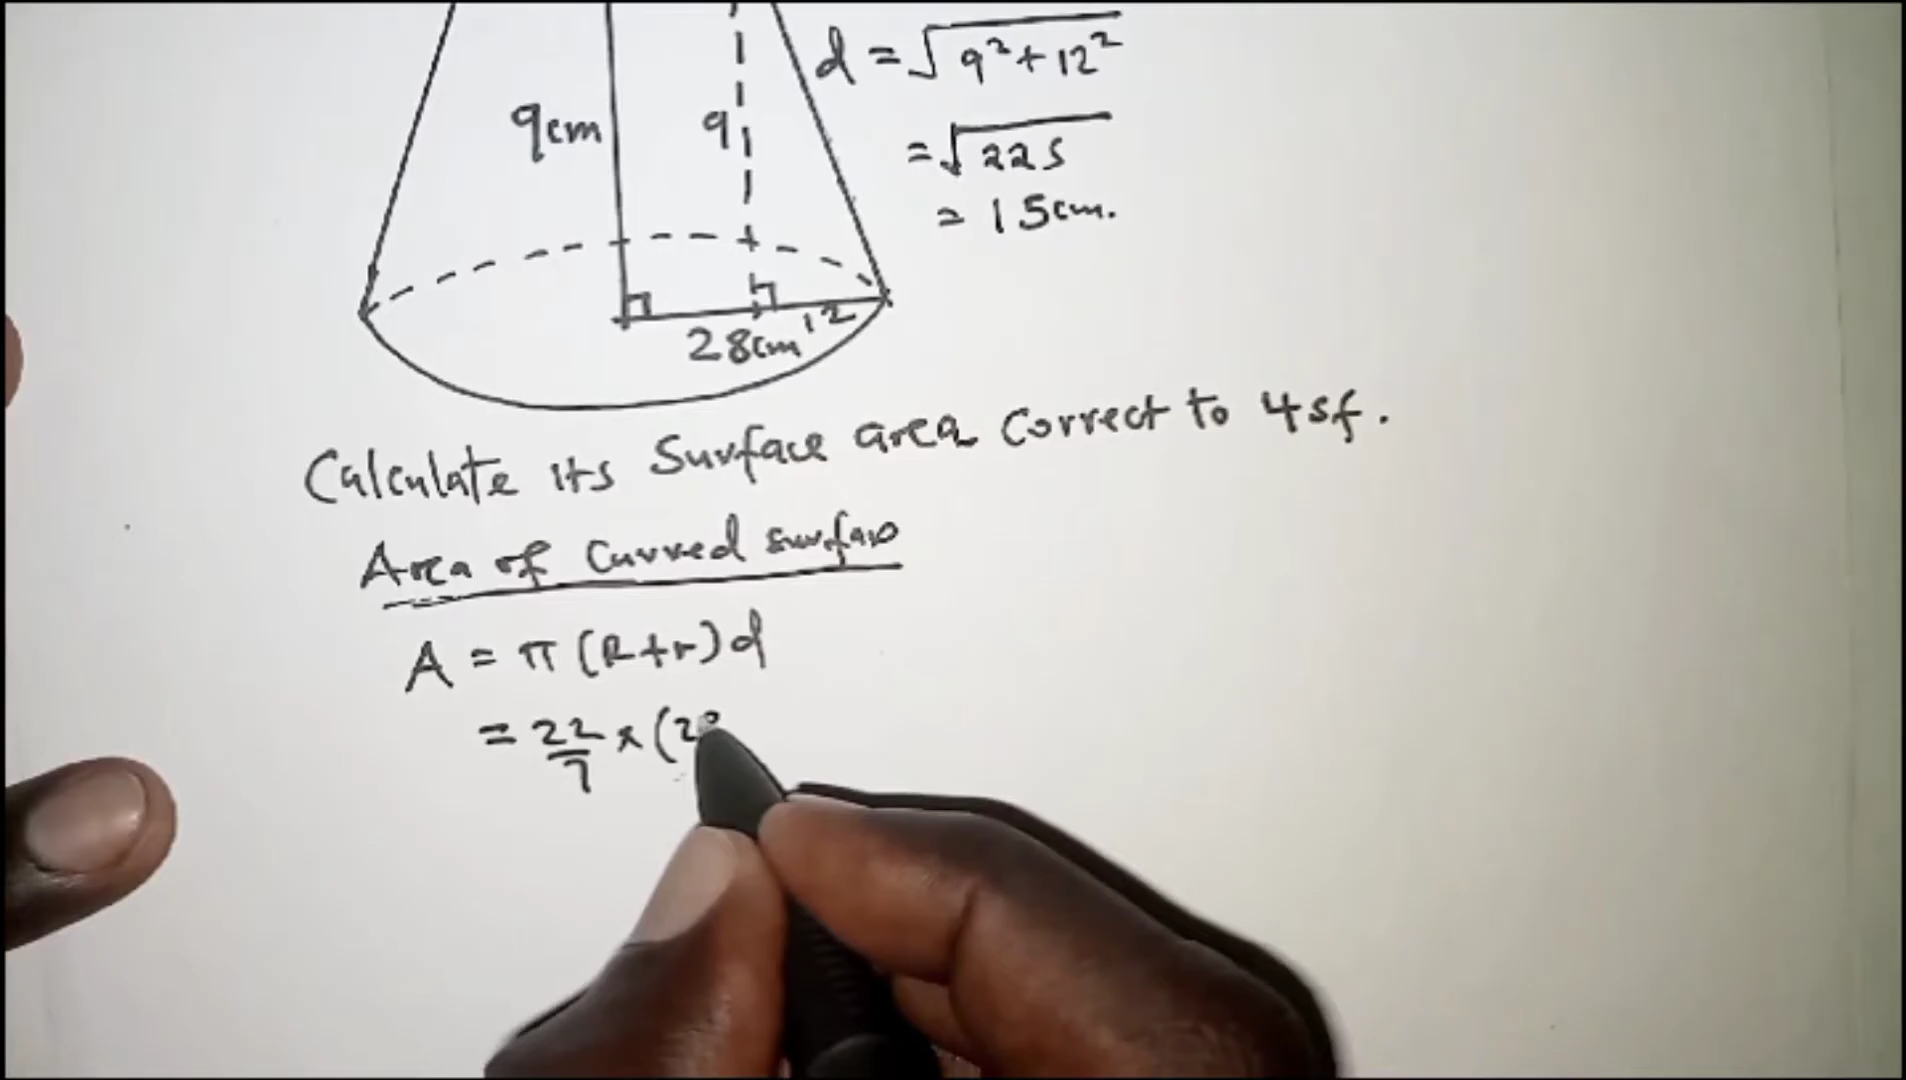 d = √9² + 12²
9cm
9
= √225
= 15cm.
12
28cm
Calculate its Surface area Correct to 4sf.
Area of Curved surface
A = π (R+r) d
= 22/7 × (28